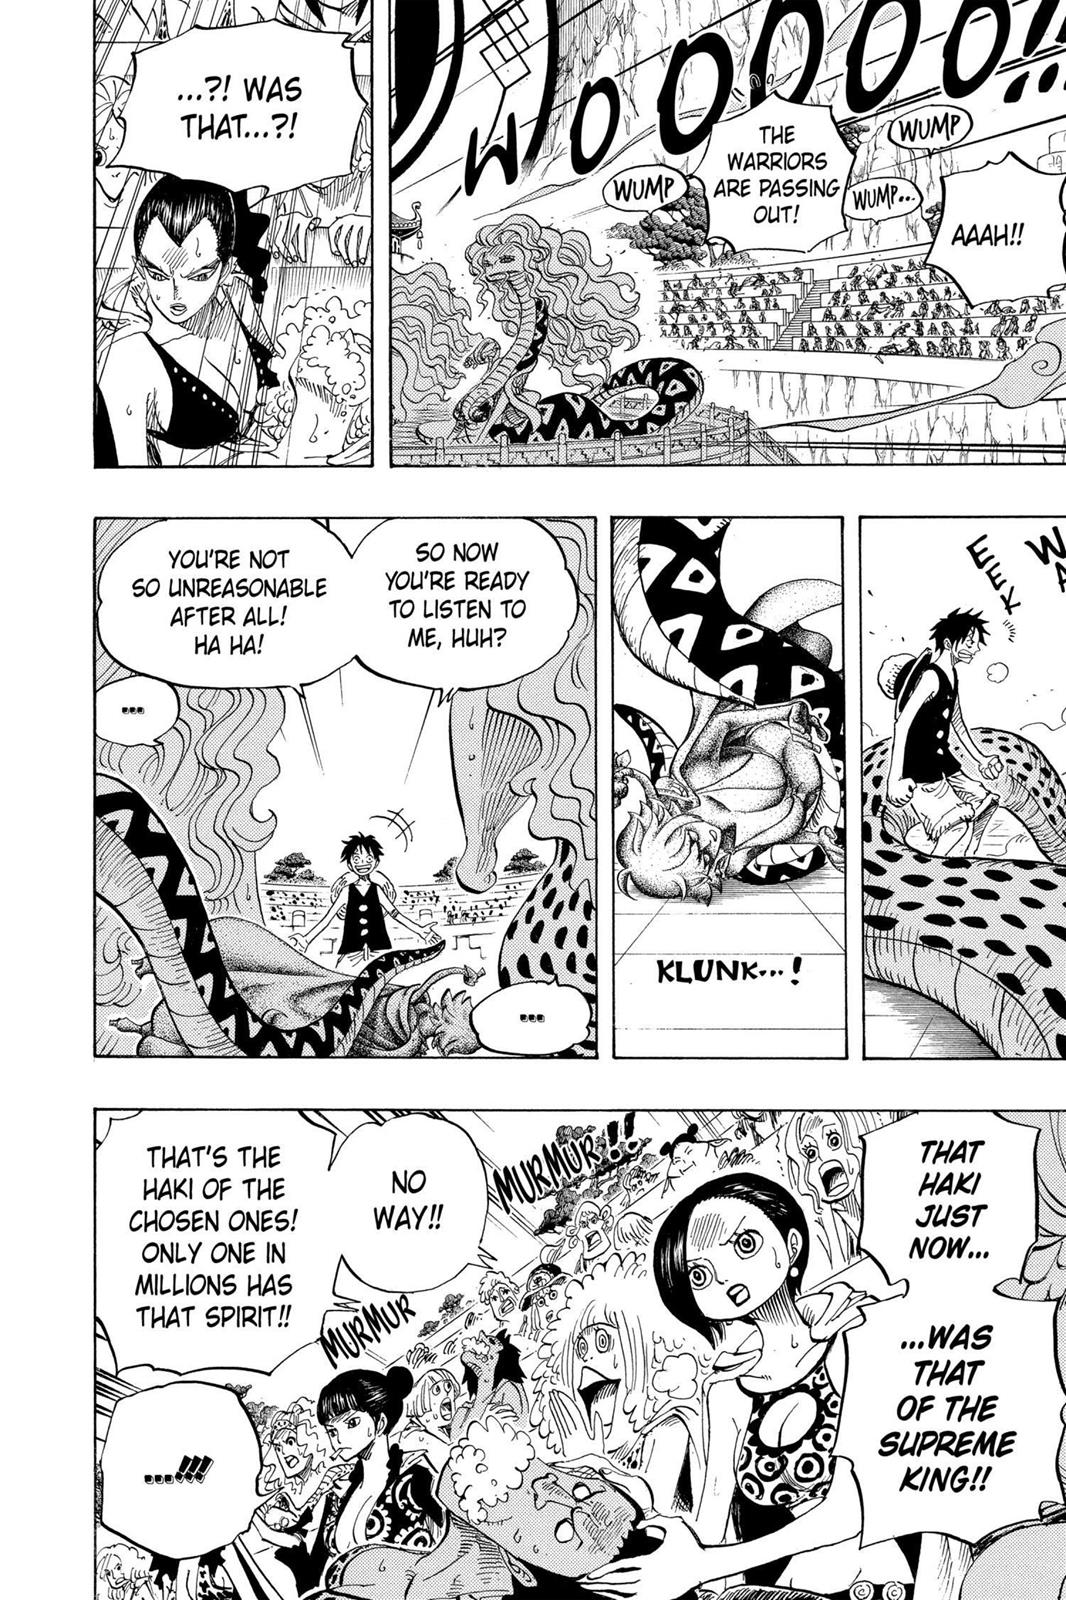 WOOOOO!!!
AAAH!!
WUMP
WUMP...
WUMP
THE
WARRIORS
ARE PASSING
OUT!
...?! WAS
THAT...?!
EEEK
KLUNK...!
SO NOW
YOU'RE READY
TO LISTEN TO
ME, HUH?
YOU'RE NOT
SO UNREASONABLE
AFTER ALL!
HA HA!
...
...
THAT
HAKI
JUST
NOW...
...WAS
THAT
OF THE
SUPREME
KING!!
MURMUR!!
NO
WAY!!
MURMUR
THAT'S THE
HAKI OF THE
CHOSEN ONES!
ONLY ONE IN
MILLIONS HAS
THAT SPIRIT!!
...!!!